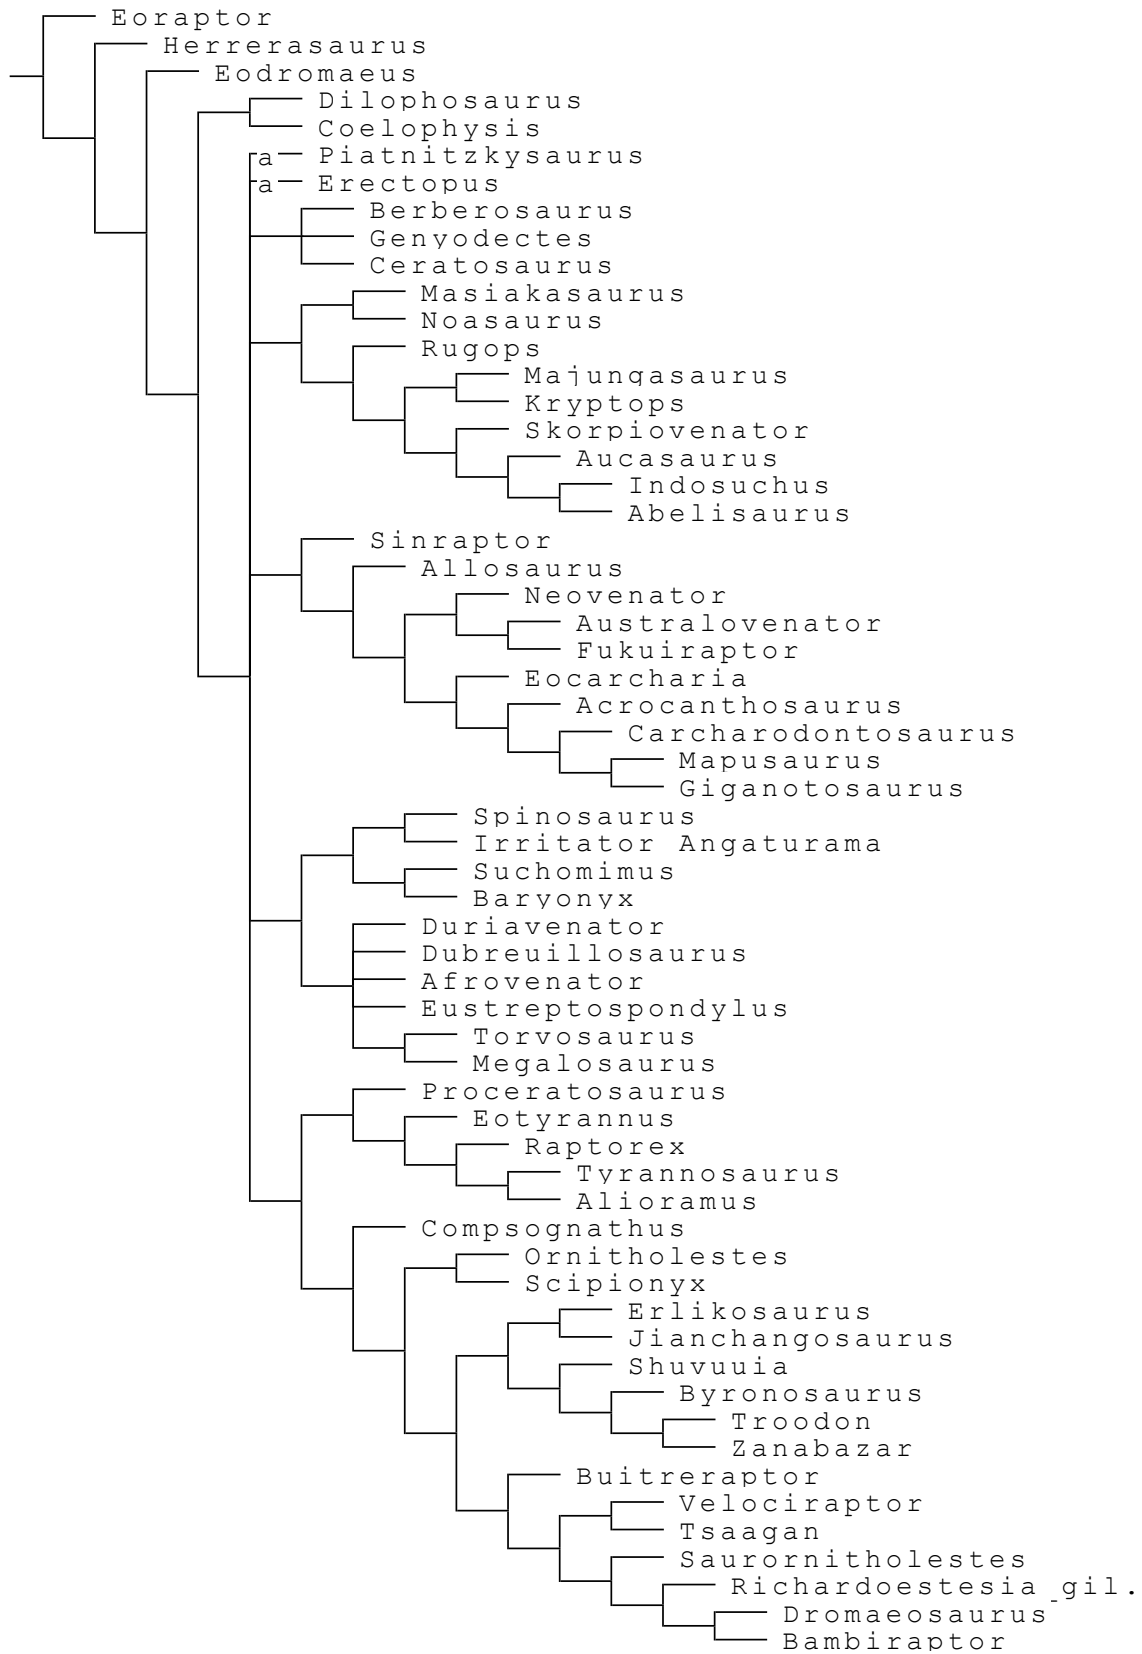 Eoraptor
Herrerasaurus
Eodromaeus
Dilophosaurus
Coelophysis
a Piatnitzkysaurus
a Erectopus
Berberosaurus
Genyodectes
Ceratosaurus
Masiakasaurus
Noasaurus
Rugops
Majungasaurus
Kryptops
Skorpiovenator
Aucasaurus
Indosuchus
Abelisaurus
Sinraptor
Allosaurus
Neovenator
Australovenator
Fukuiraptor
Eocarcharia
Acrocanthosaurus
Carcharodontosaurus
Mapusaurus
Giganotosaurus
Spinosaurus
Irritator Angaturama
Suchomimus
Baryonyx
Duriavenator
Dubreuillosaurus
Afrovenator
Eustreptospondylus
Torvosaurus
Megalosaurus
Proceratosaurus
Eotyrannus
Raptorex
Tyrannosaurus
Alioramus
Compsognathus
Ornitholestes
Scipionyx
Erlikosaurus
Jianchangosaurus
Shuvuuia
Byronosaurus
Troodon
Zanabazar
Buitreraptor
Velociraptor
Tsaagan
Saurornitholestes
Richardoestesia_gil.
Dromaeosaurus
Bambiraptor